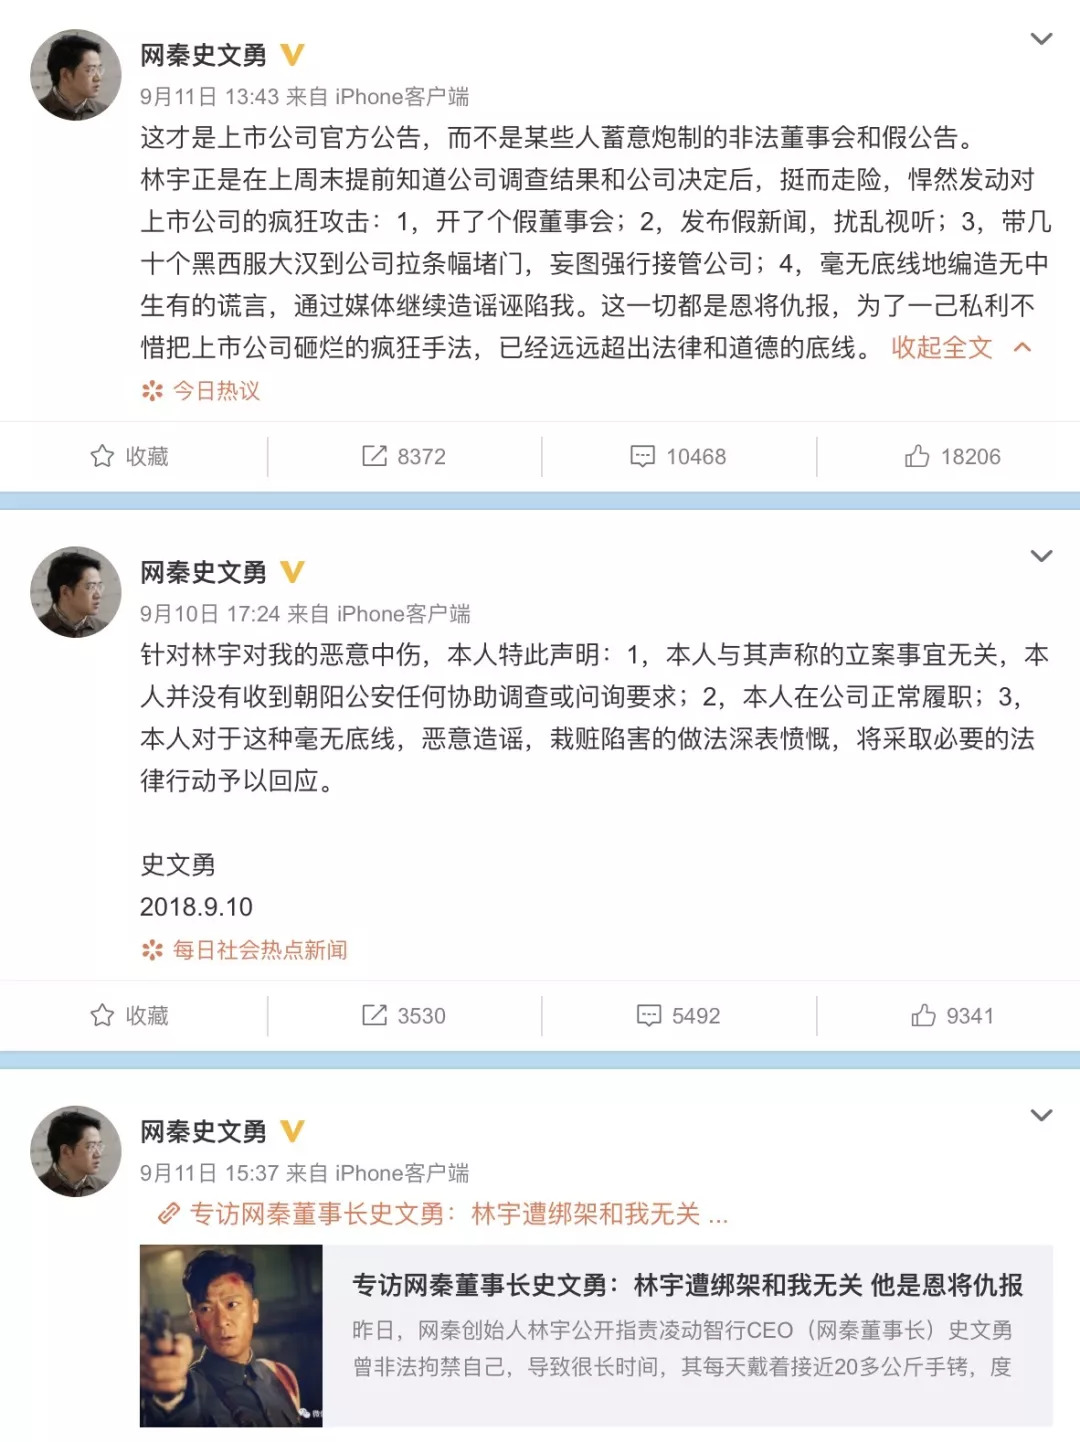 网秦史文勇
9月11日 13:43 来自 iPhone客户端
这才是上市公司官方公告，而不是某些人蓄意炮制的非法董事会和假公告。
林宇正是在上周末提前知道公司调查结果和公司决定后，挺而走险，悍然发动对
上市公司的疯狂攻击：1，开了个假董事会；2，发布假新闻，扰乱视听；3，带几
十个黑西服大汉到公司拉条幅堵门，妄图强行接管公司；4，毫无底线地编造无中
生有的谎言，通过媒体继续造谣诬陷我。这一切都是恩将仇报，为了一己私利不
惜把上市公司砸烂的疯狂手法，已经远远超出法律和道德的底线。 收起全文
今日热议
收藏 8372 10468 18206
网秦史文勇
9月10日 17:24 来自 iPhone客户端
针对林宇对我的恶意中伤，本人特此声明：1，本人与其声称的立案事宜无关，本
人并没有收到朝阳公安任何协助调查或问询要求；2，本人在公司正常履职；3，
本人对于这种毫无底线，恶意造谣，栽赃陷害的做法深表愤慨，将采取必要的法
律行动予以回应。
史文勇
2018.9.10
每日社会热点新闻
收藏 3530 5492 9341
网秦史文勇
9月11日 15:37 来自 iPhone客户端
专访网秦董事长史文勇：林宇遭绑架和我无关 ...
专访网秦董事长史文勇：林宇遭绑架和我无关 他是恩将仇报
昨日，网秦创始人林宇公开指责凌动智行CEO（网秦董事长）史文勇
曾非法拘禁自己，导致很长时间，其每天戴着接近20多公斤手铐，度